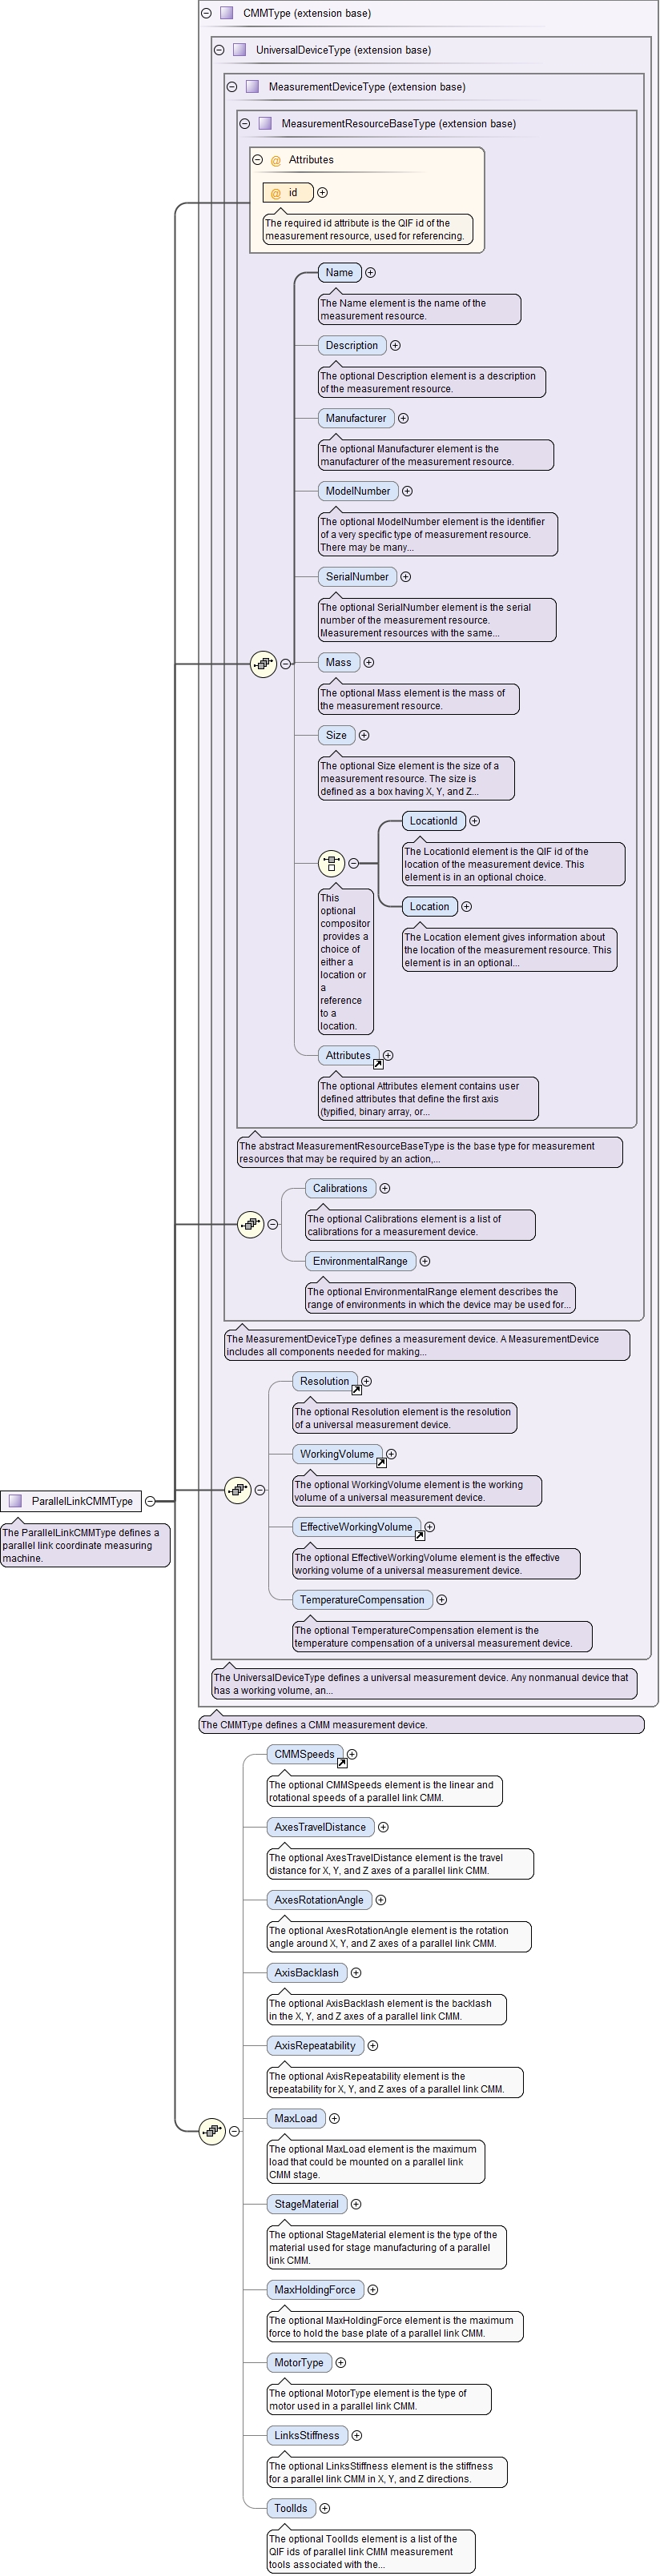 CMMType (extension base)
UniversalDeviceType (extension base)
MeasurementDeviceType (extension base)
MeasurementResourceBaseType (extension base)
@ Attributes
@ id
The required id attribute is the QIF id of the
measurement resource, used for referencing.
Name
The Name element is the name of the
measurement resource.
Description
The optional Description element is a description
of the measurement resource.
Manufacturer
The optional Manufacturer element is the
manufacturer of the measurement resource.
ModelNumber
The optional ModelNumber element is the identifier
of a very specific type of measurement resource.
There may be many...
SerialNumber
The optional SerialNumber element is the serial
number of the measurement resource.
Measurement resources with the same...
Mass
The optional Mass element is the mass of
the measurement resource.
Size
The optional Size element is the size of a
measurement resource. The size is
defined as a box having X, Y, and Z...
LocationId
The LocationId element is the QIF id of the
location of the measurement device. This
element is in an optional choice.
This
optional
compositor
provides a
choice of
either a
location or
a
reference
to a
location.
Location
The Location element gives information about
the location of the measurement resource. This
element is in an optional...
Attributes
The optional Attributes element contains user
defined attributes that define the first axis
(typified, binary array, or...
The abstract MeasurementResourceBaseType is the base type for measurement
resources that may be required by an action,...
Calibrations
The optional Calibrations element is a list of
calibrations for a measurement device.
EnvironmentalRange
The optional EnvironmentalRange element describes the
range of environments in which the device may be used for...
The MeasurementDeviceType defines a measurement device. A MeasurementDevice
includes all components needed for making...
Resolution
The optional Resolution element is the resolution
of a universal measurement device.
WorkingVolume
The optional WorkingVolume element is the working
volume of a universal measurement device.
ParallelLinkCMMType
The ParallelLinkCMMType defines a
parallel link coordinate measuring
machine.
EffectiveWorkingVolume
The optional EffectiveWorkingVolume element is the effective
working volume of a universal measurement device.
TemperatureCompensation
The optional TemperatureCompensation element is the
temperature compensation of a universal measurement device.
The UniversalDeviceType defines a universal measurement device. Any nonmanual device that
has a working volume, an...
The CMMType defines a CMM measurement device.
CMMSpeeds
The optional CMMSpeeds element is the linear and
rotational speeds of a parallel link CMM.
AxesTravelDistance
The optional AxesTravelDistance element is the travel
distance for X, Y, and Z axes of a parallel link CMM.
AxesRotationAngle
The optional AxesRotationAngle element is the rotation
angle around X, Y, and Z axes of a parallel link CMM.
AxisBacklash
The optional AxisBacklash element is the backlash
in the X, Y, and Z axes of a parallel link CMM.
AxisRepeatability
The optional AxisRepeatability element is the
repeatability for X, Y, and Z axes of a parallel link CMM.
MaxLoad
The optional MaxLoad element is the maximum
load that could be mounted on a parallel link
CMM stage.
StageMaterial
The optional StageMaterial element is the type of the
material used for stage manufacturing of a parallel
link CMM.
MaxHoldingForce
The optional MaxHoldingForce element is the maximum
force to hold the base plate of a parallel link CMM.
MotorType
The optional MotorType element is the type of
motor used in a parallel link CMM.
LinksStiffness
The optional LinksStiffness element is the stiffness
for a parallel link CMM in X, Y, and Z directions.
ToolIds
The optional ToolIds element is a list of the
QIF ids of parallel link CMM measurement
tools associated with the...